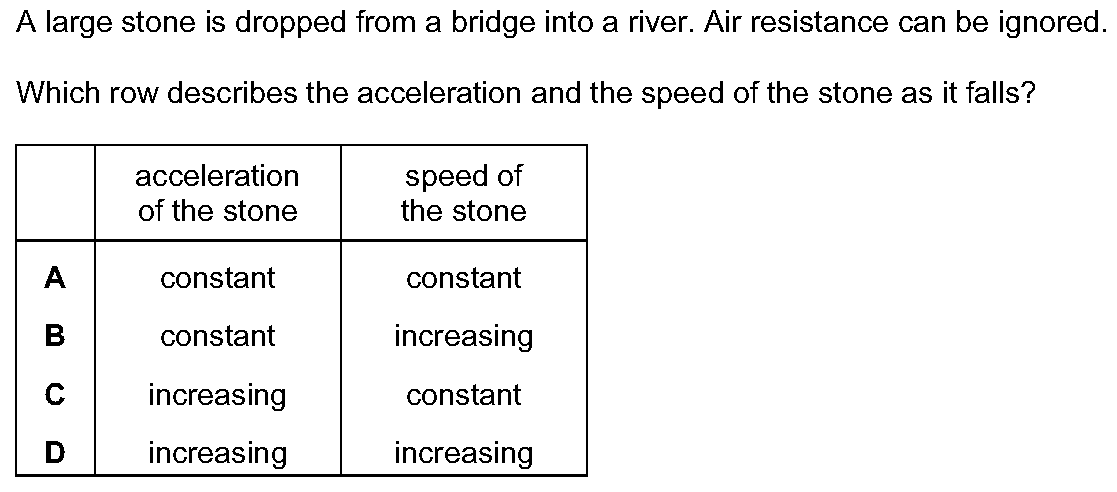 A large stone is dropped from a bridge into a river. Air resistance can be ignored.
Which row describes the acceleration and the speed of the stone as it falls?
acceleration of the stone speed of the stone
A constant constant
B constant increasing
C increasing constant
D increasing increasing